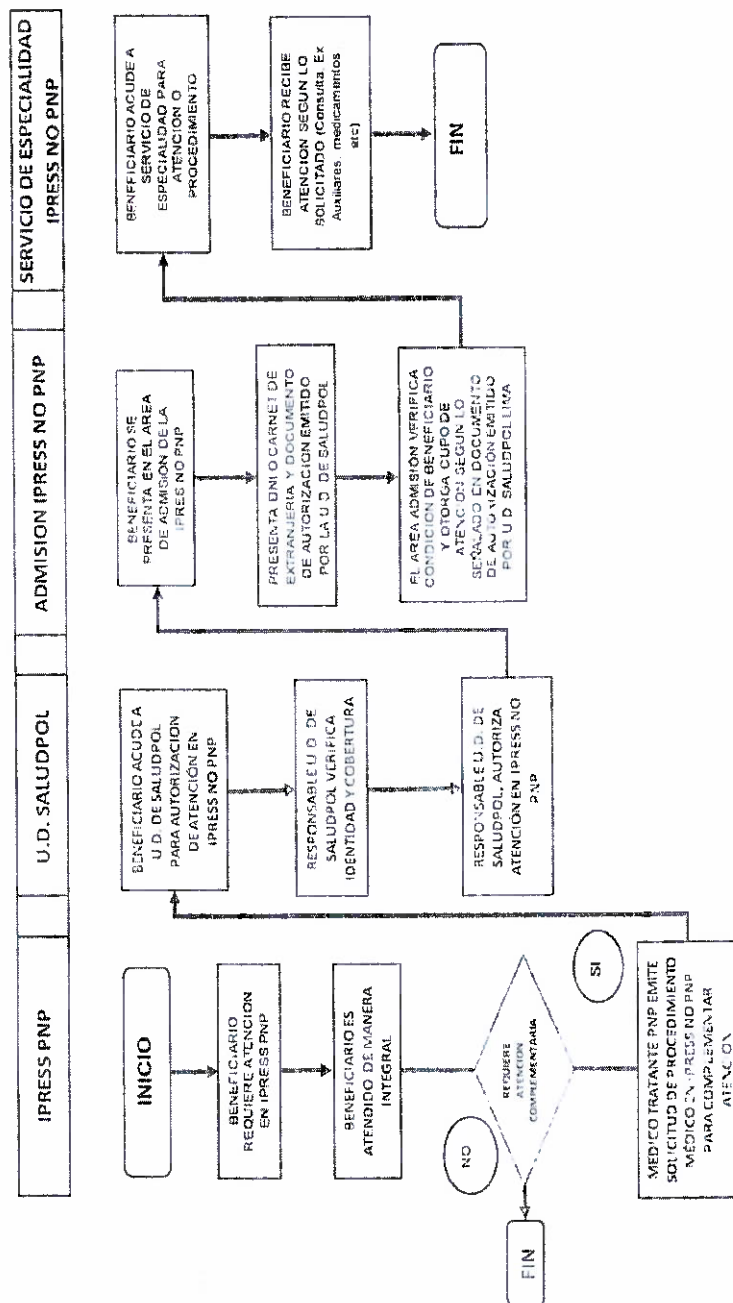 IPRESS PNP
U.D. SALUDPOL
ADMISION IPRESS NO PNP
SERVICIO DE ESPECIALIDAD
IPRESS NO PNP
INICIO
BENEFICIARIO
REQUIERE ATENCIÓN
EN IPRESS PNP
BENEFICIARIO ES
ATENDIDO DE MANERA
INTEGRAL
REQUIERE
ATENCION
COMPLEMENTARIA
NO
FIN
SI
MEDICO TRATANTE PNP EMITE
SOLICITUD DE PROCEDIMIENTO
MÉDICO EN IPRESS NO PNP
PARA COMPLEMENTAR
ATENCION
BENEFICIARIO ACUDE A
U.D. DE SALUDPOL
PARA AUTORIZACION
DE ATENCIÓN EN
IPRESS NO PNP
RESPONSABLE U.D. DE
SALUDPOL VERIFICA
IDENTIDAD Y COBERTURA
RESPONSABLE U.D. DE
SALUDPOL, AUTORIZA
ATENCIÓN EN IPRESS NO
PNP
BENEFICIARIO SE
PRESENTA EN EL AREA
DE ADMISION DE LA
IPRES NO PNP
PRESENTA DNI O CARNET DE
EXTRANJERIA Y DOCUMENTO
DE AUTORIZACION EMITIDO
POR LA U.D. DE SALUDPOL
EL AREA ADMISIÓN VERIFICA
CONDICION DE BENEFICIARIO
Y OTORGA CUPO DE
ATENCION SEGUN LO
SEÑALADO EN DOCUMENTO
DE AUTORIZACIÓN EMITIDO
POR U.D. SALUDPOL LIMA
BENEFICIARIO ACUDE A
SERVICIO DE
ESPECIALIDAD PARA
ATENCION O
PROCEDIMIENTO
BENEFICIARIO RECIBE
ATENCION SEGUN LO
SOLICITADO (Consulta, Ex
Auxiliares, medicamentos
etc)
FIN